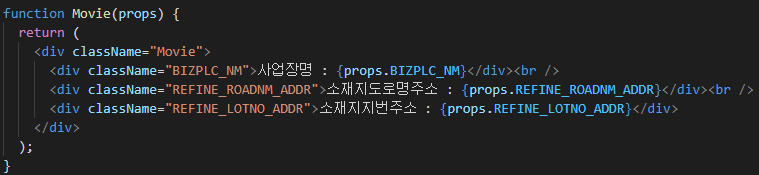 function Movie(props) {
  return (
    <div className="Movie">
      <div className="BIZPLC_NM">사업장명 : {props.BIZPLC_NM}</div><br />
      <div className="REFINE_ROADNM_ADDR">소재지도로명주소 : {props.REFINE_ROADNM_ADDR}</div><br />
      <div className="REFINE_LOTNO_ADDR">소재지지번주소 : {props.REFINE_LOTNO_ADDR}</div>
    </div>
  );
}